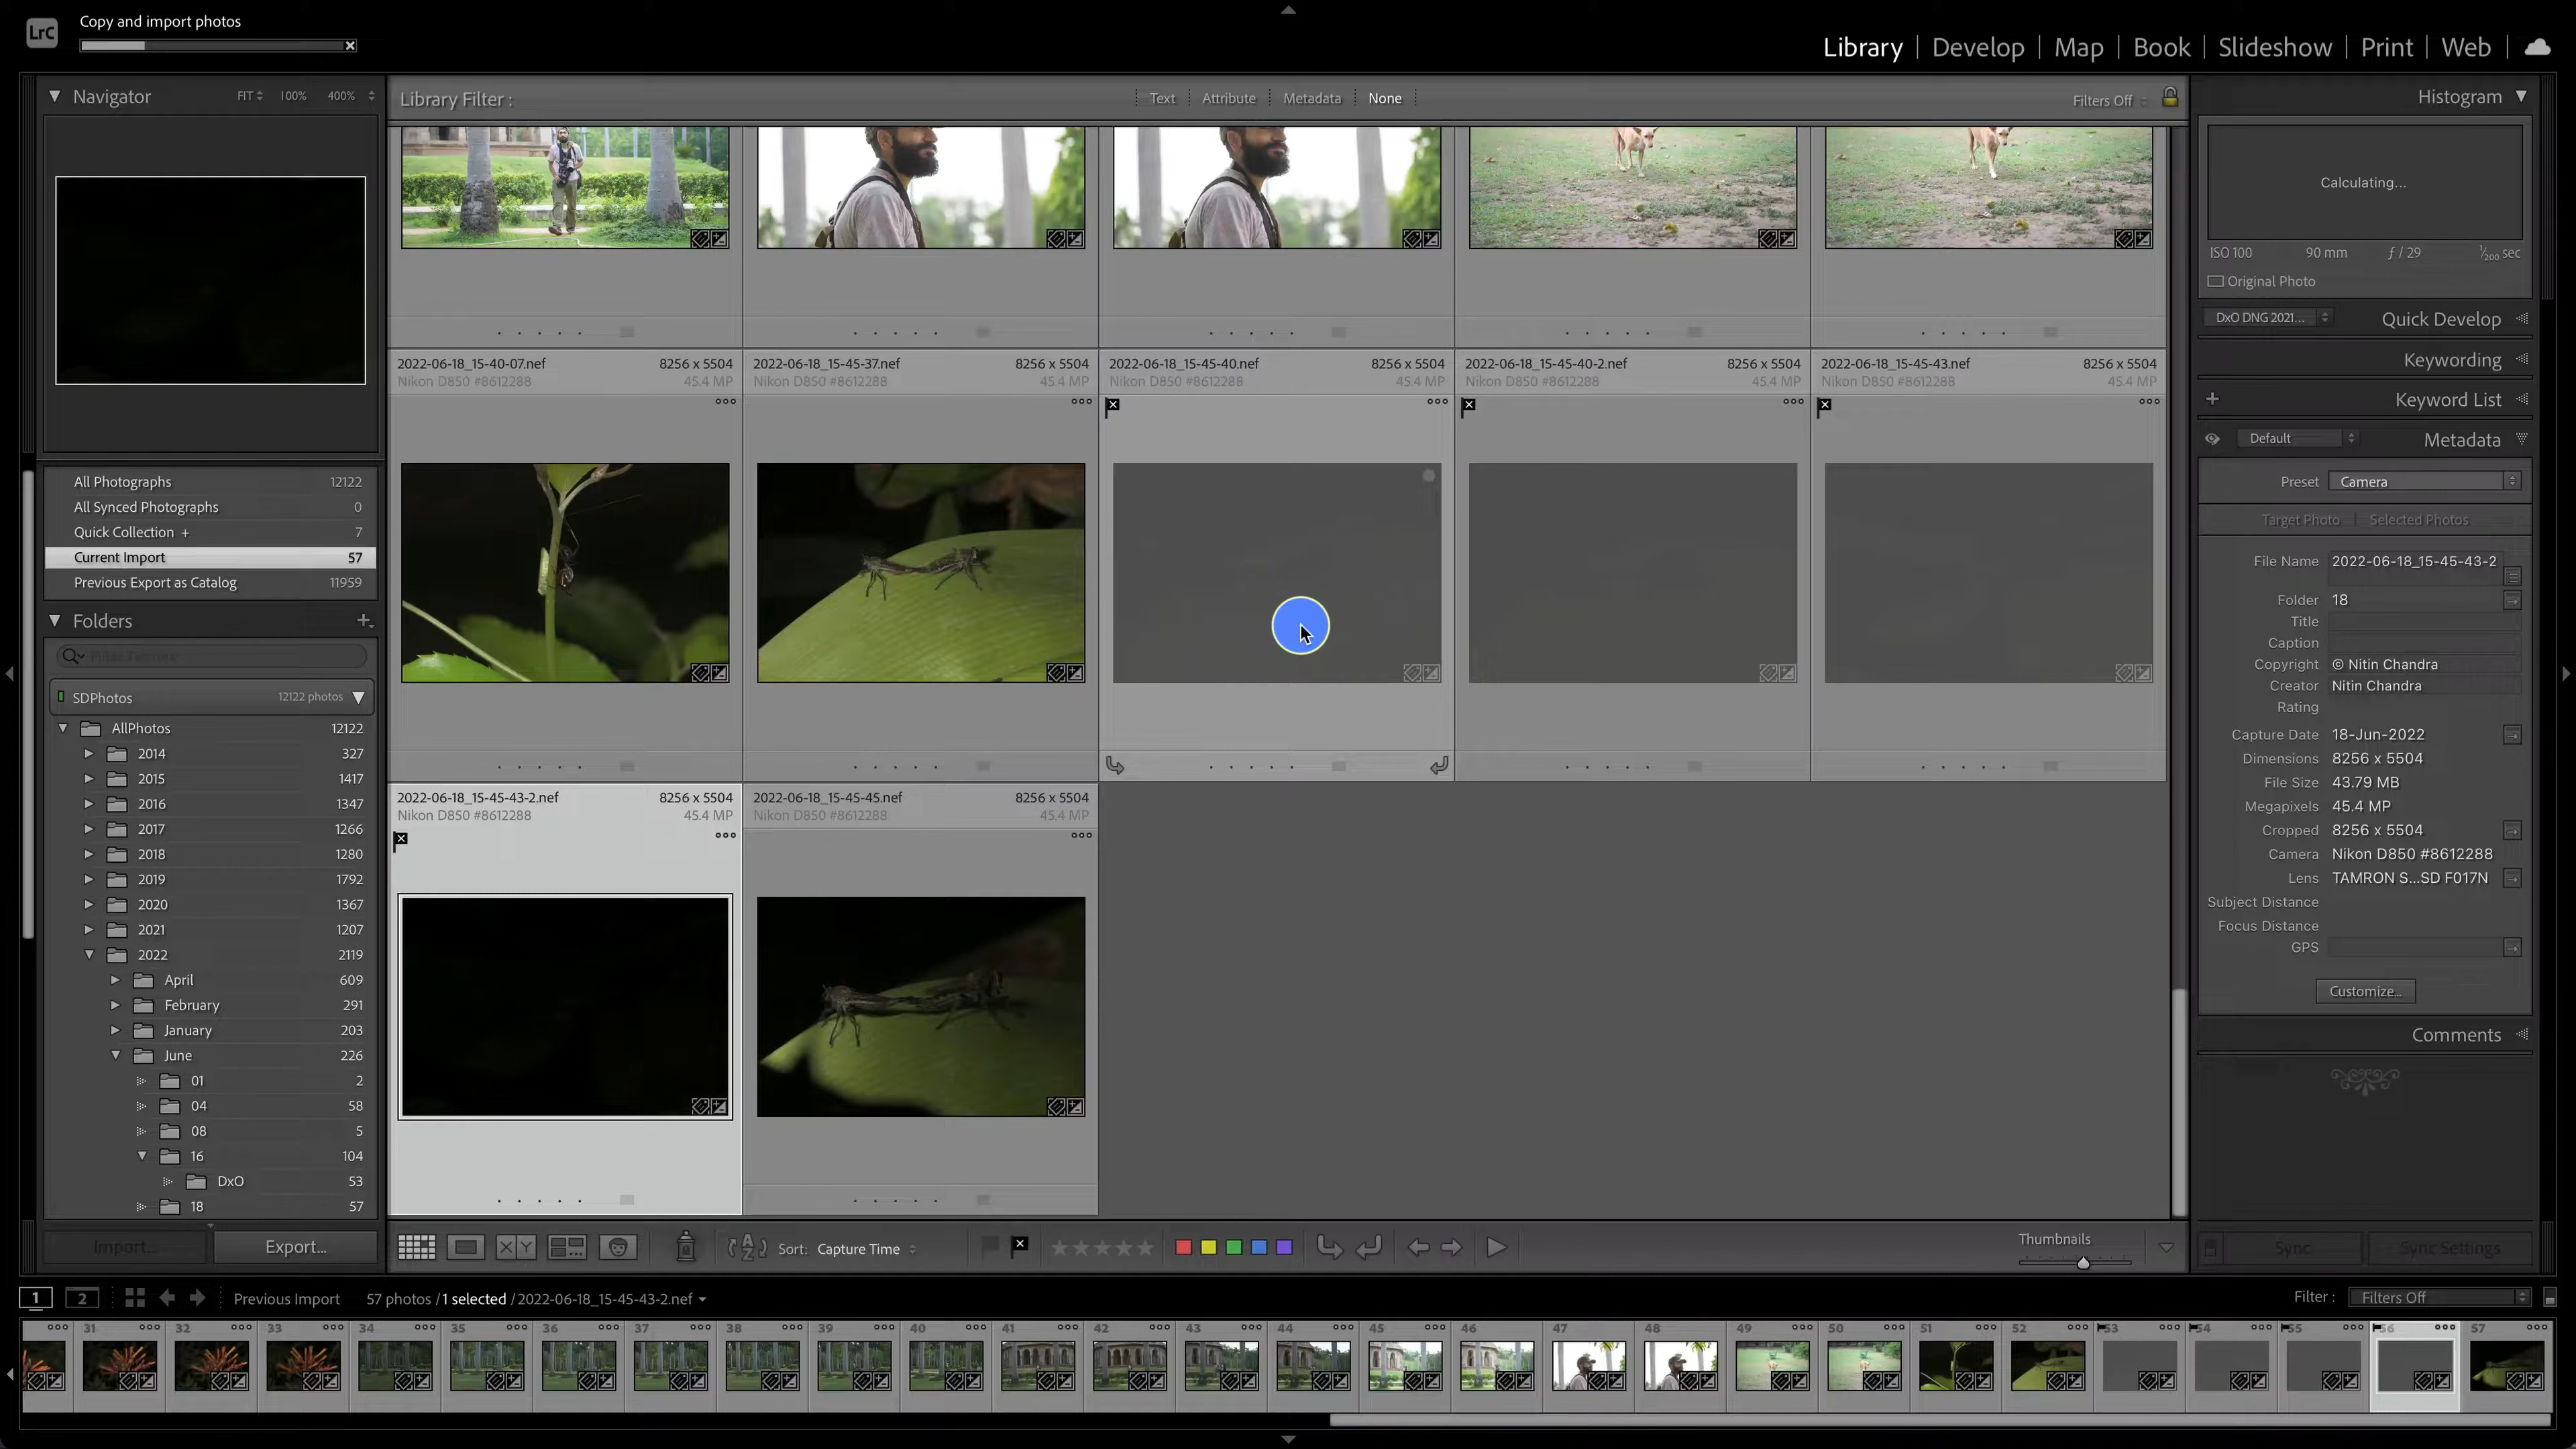 LrC
Copy and import photos
Library | Develop | Map | Book | Slideshow | Print | Web
Navigator FIT 100% 400%
Library Filter : Text Attribute Metadata None Filters Off
Histogram
Calculating...
ISO 100 90 mm ƒ / 29 1/200 sec
Original Photo
DxO DNG 2021... Quick Develop
Keywording
Keyword List
Default Metadata
Preset Camera
Target Photo Selected Photos
File Name 2022-06-18_15-45-43-2
Folder 18
Title
Caption
Copyright © Nitin Chandra
Creator Nitin Chandra
Rating
Capture Date 18-Jun-2022
Dimensions 8256 x 5504
File Size 43.79 MB
Megapixels 45.4 MP
Cropped 8256 x 5504
Camera Nikon D850 #8612288
Lens TAMRON S...SD F017N
Subject Distance
Focus Distance
GPS
Customize...
Comments
Sync Sync Settings
All Photographs 12122
All Synced Photographs 0
Quick Collection + 7
Current Import 57
Previous Export as Catalog 11959
Folders +
SDPhotos 12122 photos
AllPhotos 12122
2014 327
2015 1417
2016 1347
2017 1266
2018 1280
2019 1792
2020 1367
2021 1207
2022 2119
April 609
February 291
January 203
June 226
01 2
04 58
08 5
16 104
DxO 53
18 57
Import... Export...
2022-06-18_15-40-07.nef 8256 x 5504
Nikon D850 #8612288 45.4 MP
2022-06-18_15-45-37.nef 8256 x 5504
Nikon D850 #8612288 45.4 MP
2022-06-18_15-45-40.nef 8256 x 5504
Nikon D850 #8612288 45.4 MP
2022-06-18_15-45-40-2.nef 8256 x 5504
Nikon D850 #8612288 45.4 MP
2022-06-18_15-45-43.nef 8256 x 5504
Nikon D850 #8612288 45.4 MP
2022-06-18_15-45-43-2.nef 8256 x 5504
Nikon D850 #8612288 45.4 MP
2022-06-18_15-45-45.nef 8256 x 5504
Nikon D850 #8612288 45.4 MP
X Y A Z Sort: Capture Time Thumbnails
1 2 Previous Import 57 photos / 1 selected / 2022-06-18_15-45-43-2.nef Filter : Filters Off
31 32 33 34 35 36 37 38 39 40 41 42 43 44 45 46 47 48 49 50 51 52 53 54 55 56 57